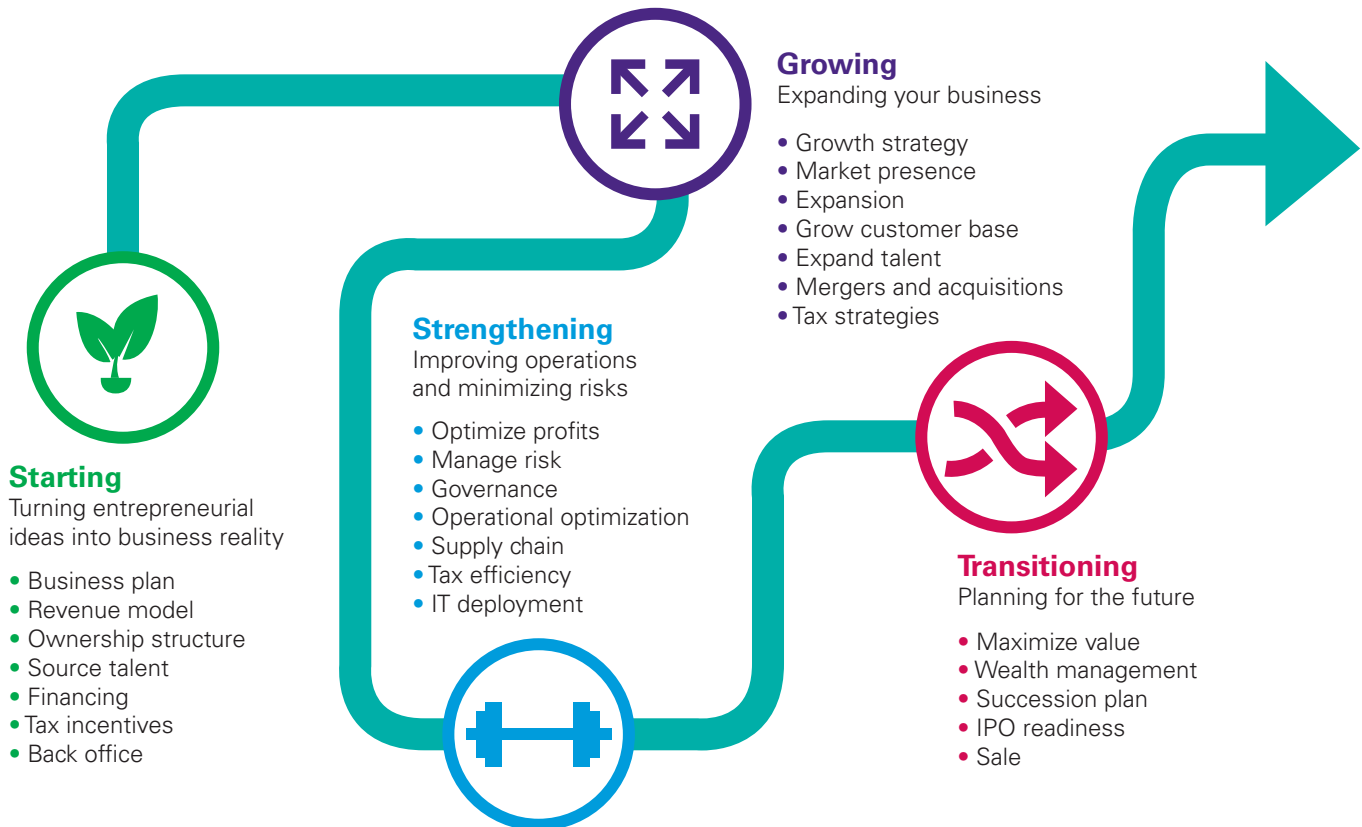 Starting
Turning entrepreneurial
ideas into business reality
• Business plan
• Revenue model
• Ownership structure
• Source talent
• Financing
• Tax incentives
• Back office
Growing
Expanding your business
• Growth strategy
• Market presence
• Expansion
• Grow customer base
• Expand talent
• Mergers and acquisitions
• Tax strategies
Strengthening
Improving operations
and minimizing risks
• Optimize profits
• Manage risk
• Governance
• Operational optimization
• Supply chain
• Tax efficiency
• IT deployment
Transitioning
Planning for the future
• Maximize value
• Wealth management
• Succession plan
• IPO readiness
• Sale